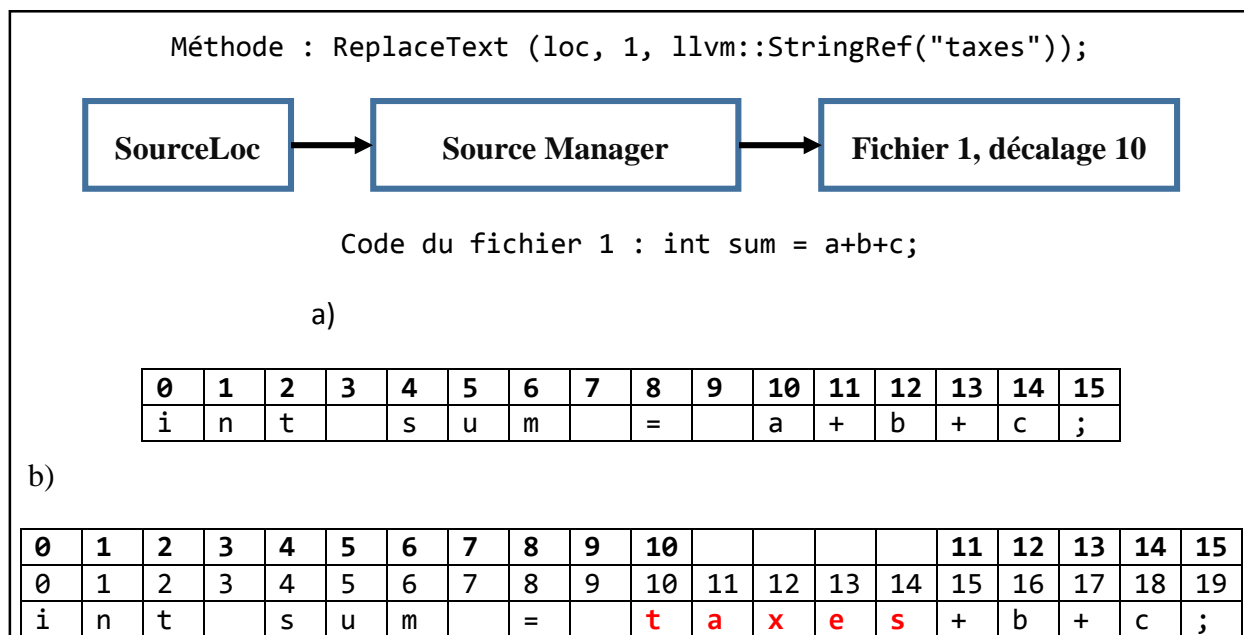 Méthode : ReplaceText (loc, 1, llvm::StringRef("taxes"));
SourceLoc Source Manager Fichier 1, décalage 10
Code du fichier 1 : int sum = a+b+c;
a)
0 1 2 3 4 5 6 7 8 9 10 11 12 13 14 15
i n t s u m = a + b + c ;
b)
0 1 2 3 4 5 6 7 8 9 10 11 12 13 14 15
0 1 2 3 4 5 6 7 8 9 10 11 12 13 14 15 16 17 18 19
i n t s u m = t a x e s + b + c ;